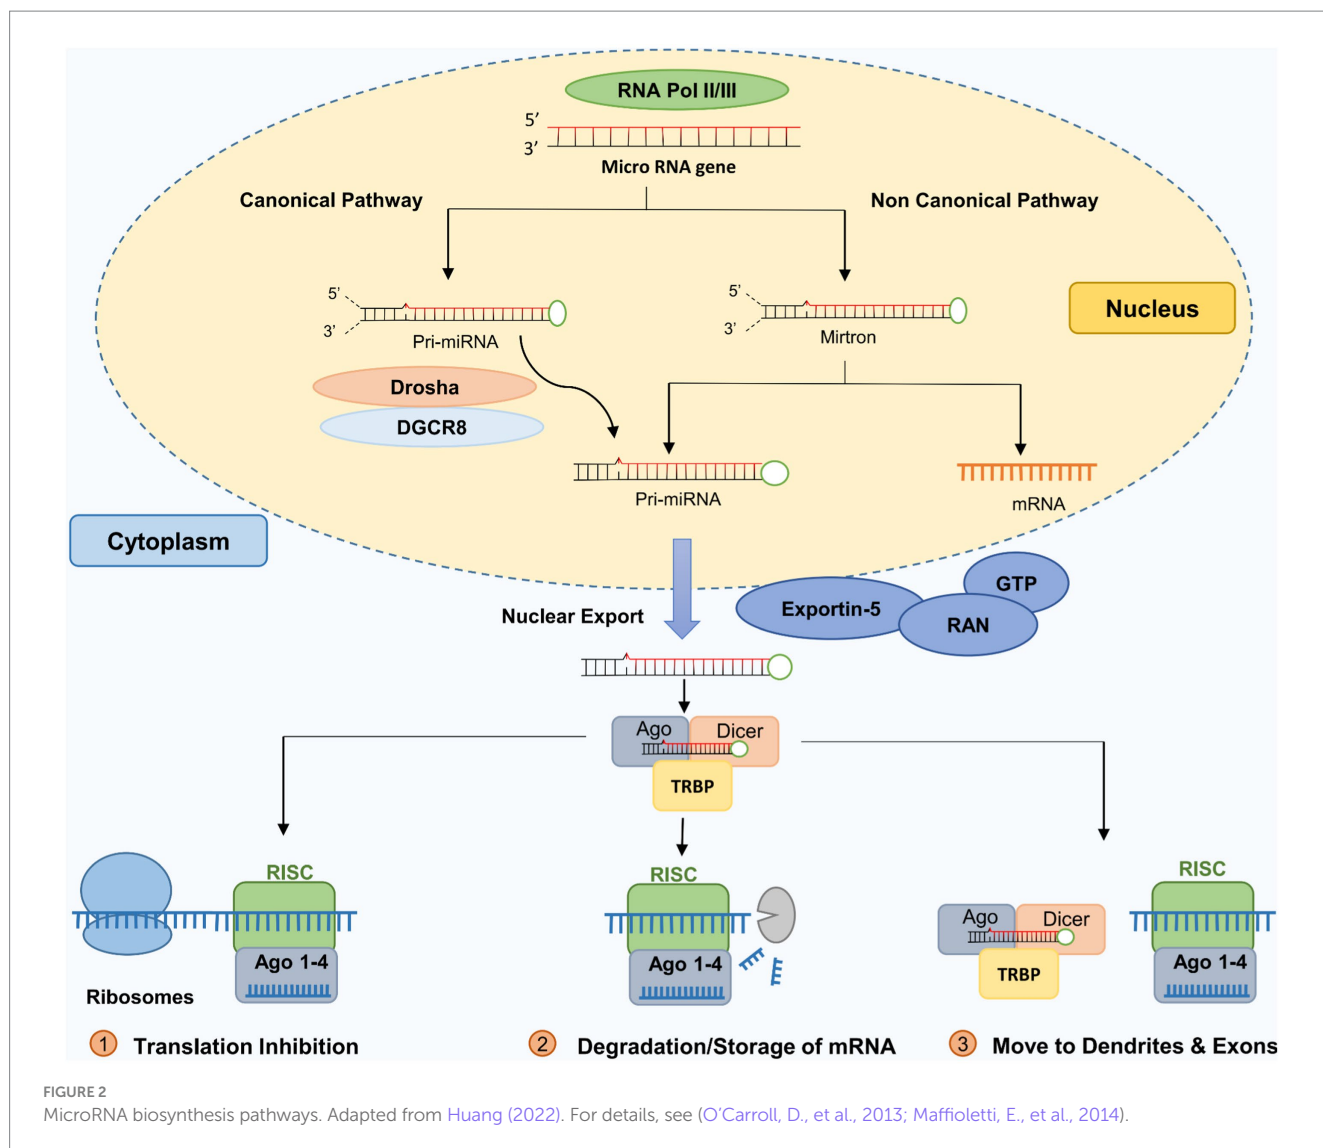 RNA Pol II/III
5’
3’
Micro RNA gene
Canonical Pathway
Non Canonical Pathway
5’
3’
Pri-miRNA
5’
3’
Mirtron
Nucleus
Drosha
DGCR8
Pri-miRNA
mRNA
Cytoplasm
Nuclear Export
Exportin-5
GTP
RAN
Ago
Dicer
TRBP
RISC
Ago 1-4
Ribosomes
RISC
Ago 1-4
Ago
Dicer
TRBP
RISC
Ago 1-4
1 Translation Inhibition
2 Degradation/Storage of mRNA
3 Move to Dendrites & Exons
FIGURE 2
MicroRNA biosynthesis pathways. Adapted from Huang (2022). For details, see (O’Carroll, D., et al., 2013; Maffioletti, E., et al., 2014).